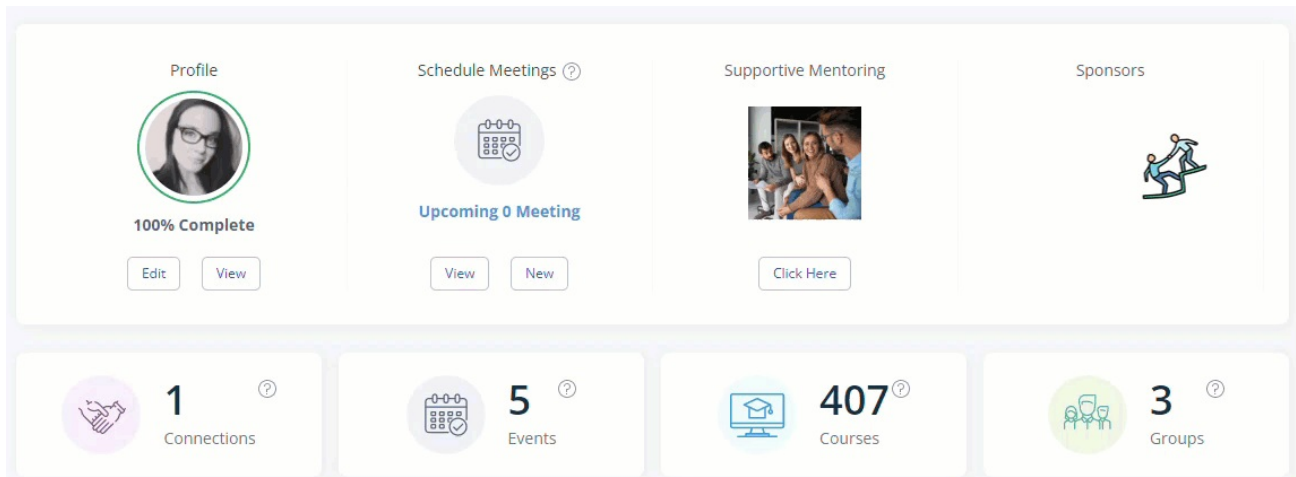 Profile
Schedule Meetings ?
Supportive Mentoring
Sponsors
100% Complete
Upcoming 0 Meeting
Edit
View
View
New
Click Here
1 ?
Connections
5 ?
Events
407 ?
Courses
3 ?
Groups